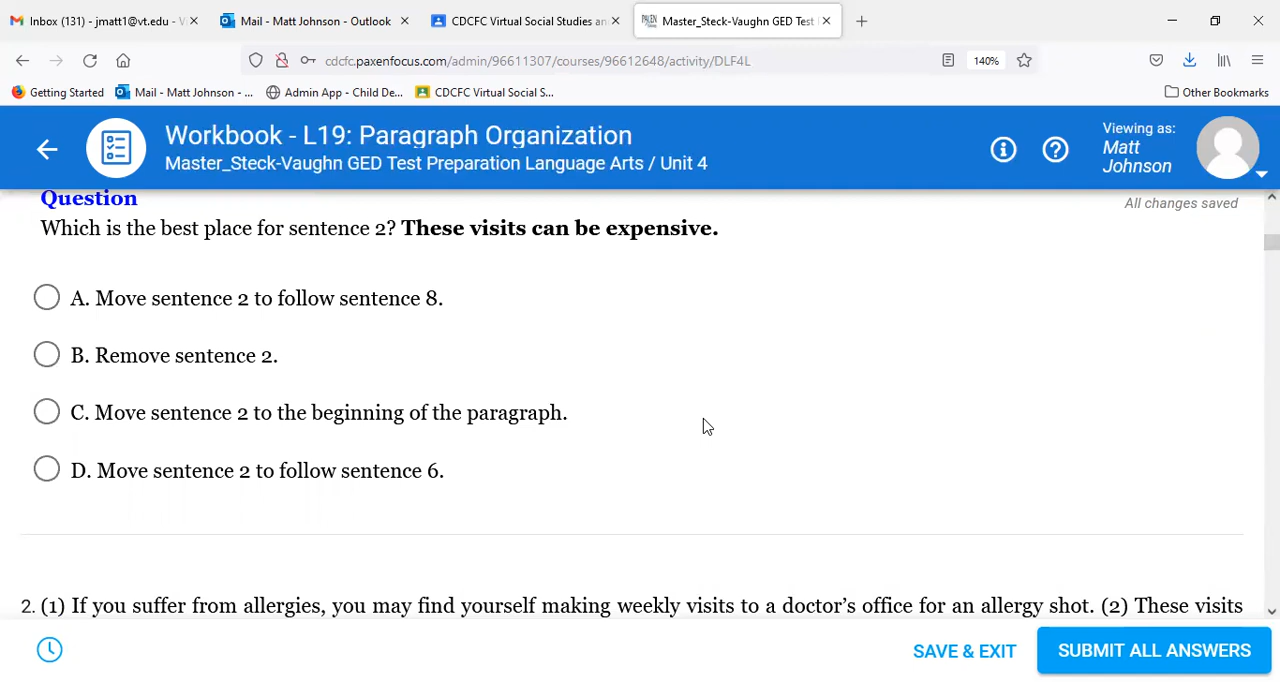 Inbox (131) - jmatt1@vt.edu - V
Mail - Matt Johnson - Outlook
CDCFC Virtual Social Studies an
PAXEN
Master_Steck-Vaughn GED Test
cdcfc.paxenfocus.com/admin/96611307/courses/96612648/activity/DLF4L
140%
Getting Started
Mail - Matt Johnson - ...
Admin App - Child De...
CDCFC Virtual Social S...
Other Bookmarks
Workbook - L19: Paragraph Organization
Master_Steck-Vaughn GED Test Preparation Language Arts / Unit 4
Viewing as:
Matt
Johnson
Question
All changes saved
Which is the best place for sentence 2? These visits can be expensive.
A. Move sentence 2 to follow sentence 8.
B. Remove sentence 2.
C. Move sentence 2 to the beginning of the paragraph.
D. Move sentence 2 to follow sentence 6.
2. (1) If you suffer from allergies, you may find yourself making weekly visits to a doctor’s office for an allergy shot. (2) These visits
SAVE & EXIT
SUBMIT ALL ANSWERS